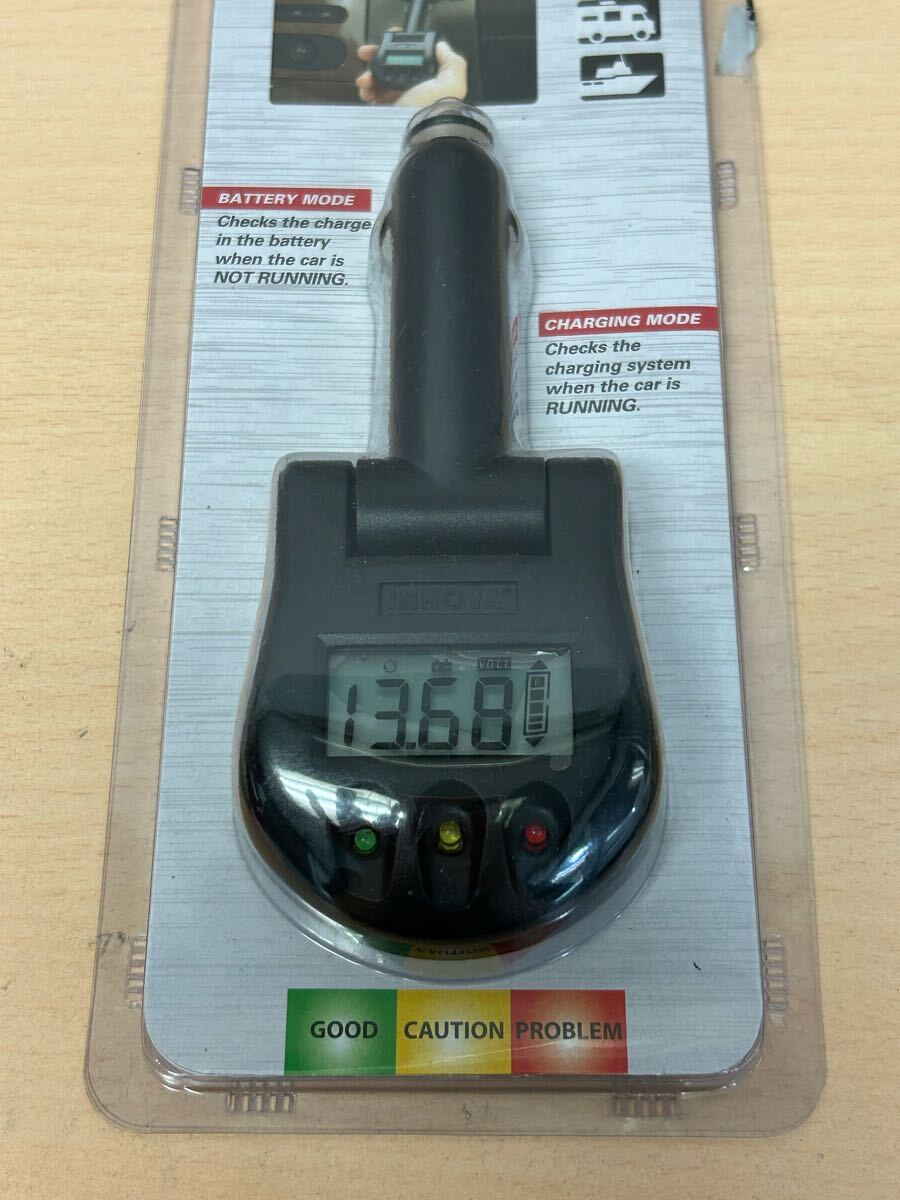 BATTERY MODE
Checks the charge
in the battery
when the car is
NOT RUNNING.
CHARGING MODE
Checks the
charging system
when the car is
RUNNING.
INNOVA®
VOLT
13.68
CAUTION
GOOD CAUTION PROBLEM